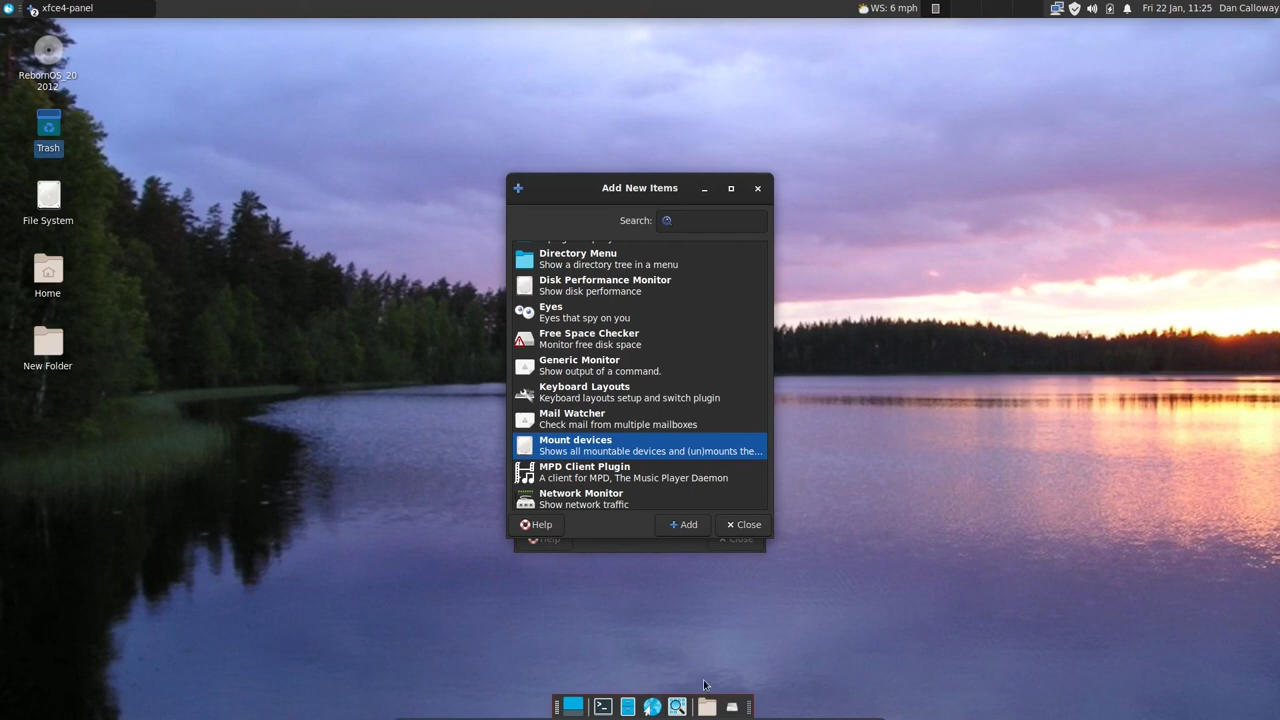 2
xfce4-panel
WS: 6 mph
Fri 22 Jan, 11:25
Dan Calloway
RebornOS_20
2012
Trash
File System
Home
New Folder
Add New Items
Search:
Directory Menu
Show a directory tree in a menu
Disk Performance Monitor
Show disk performance
Eyes
Eyes that spy on you
Free Space Checker
Monitor free disk space
Generic Monitor
Show output of a command.
Keyboard Layouts
Keyboard layouts setup and switch plugin
Mail Watcher
Check mail from multiple mailboxes
Mount devices
Shows all mountable devices and (un)mounts the...
MPD Client Plugin
A client for MPD, The Music Player Daemon
Network Monitor
Show network traffic
Help
Add
Close
Help
Close